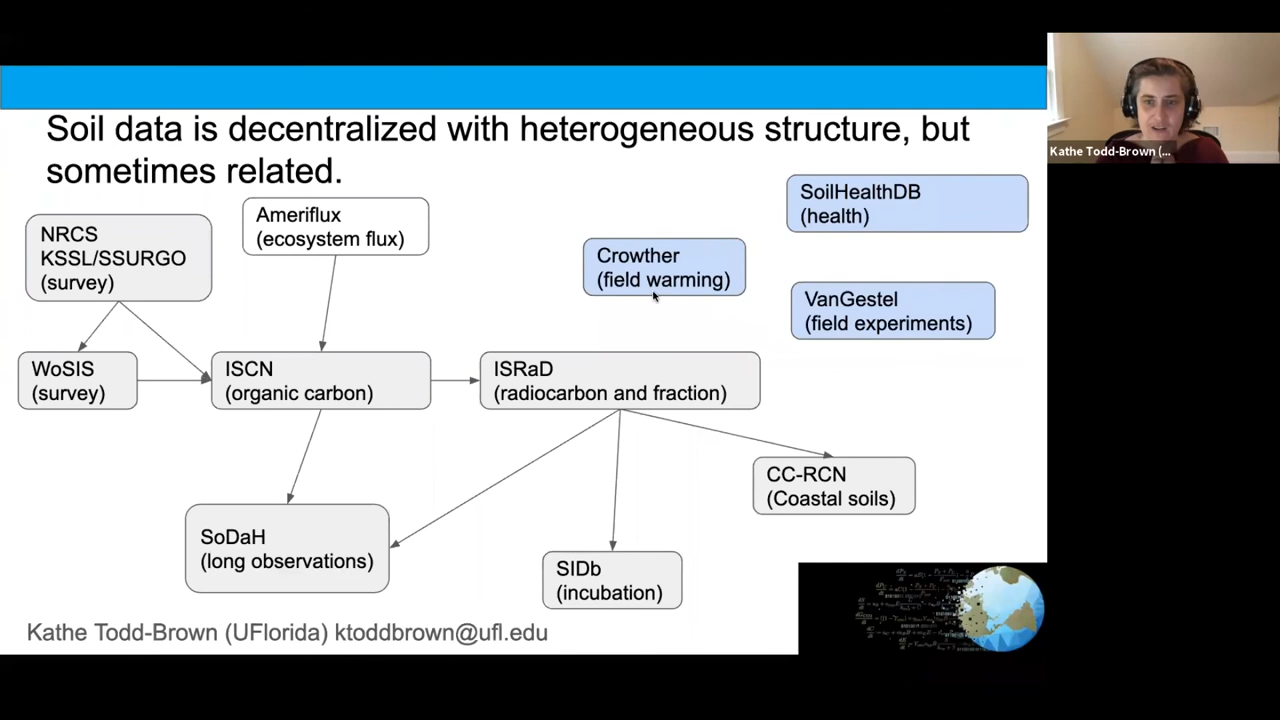 Soil data is decentralized with heterogeneous structure, but
sometimes related.
Kathe Todd-Brown (...
NRCS
KSSL/SSURGO
(survey)
Ameriflux
(ecosystem flux)
Crowther
(field warming)
SoilHealthDB
(health)
VanGestel
(field experiments)
WoSIS
(survey)
ISCN
(organic carbon)
ISRaD
(radiocarbon and fraction)
CC-RCN
(Coastal soils)
SoDaH
(long observations)
SIDb
(incubation)
Kathe Todd-Brown (UFlorida) ktoddbrown@ufl.edu